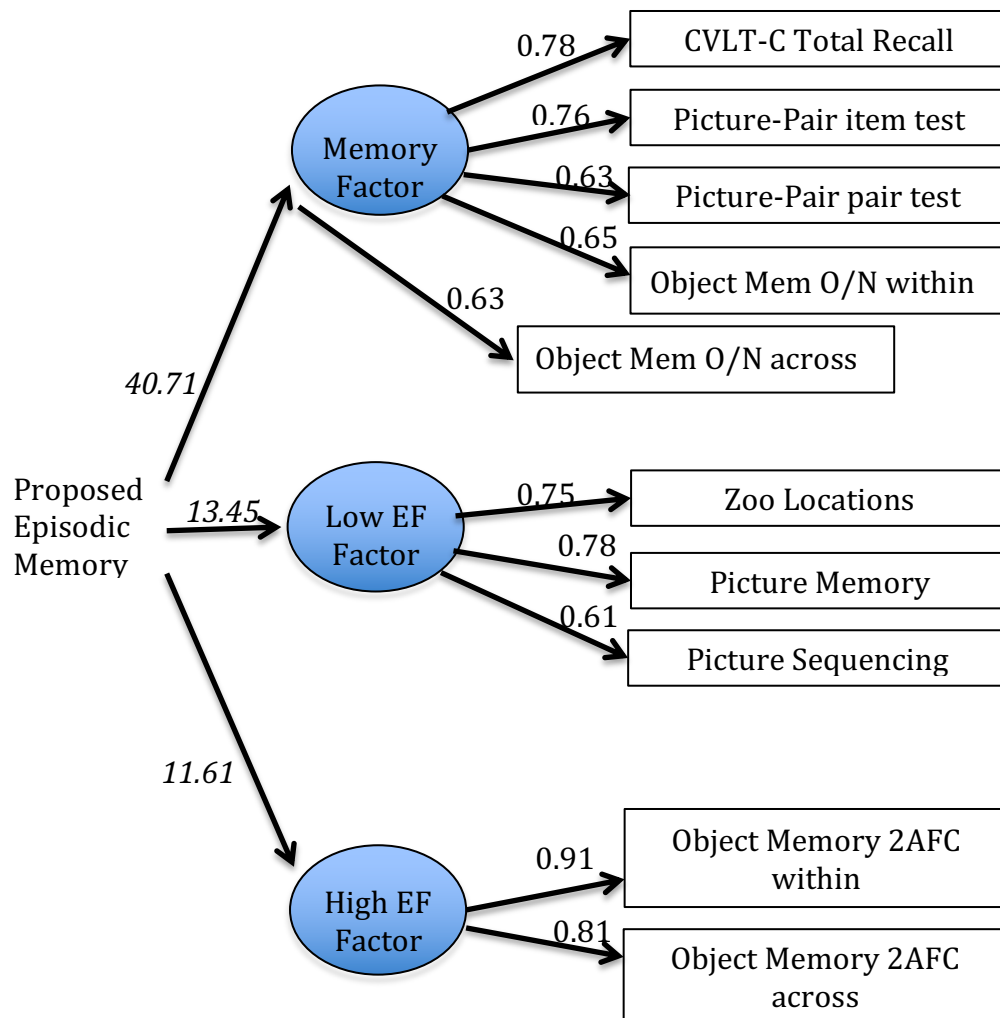 0.78
CVLT-C Total Recall
0.76
Picture-Pair item test
Memory
Factor
0.63
Picture-Pair pair test
0.65
Object Mem O/N within
0.63
Object Mem O/N across
40.71
Proposed
Episodic
Memory
13.45
Low EF
Factor
0.75
Zoo Locations
0.78
Picture Memory
0.61
Picture Sequencing
11.61
High EF
Factor
0.91
Object Memory 2AFC
within
0.81
Object Memory 2AFC
across